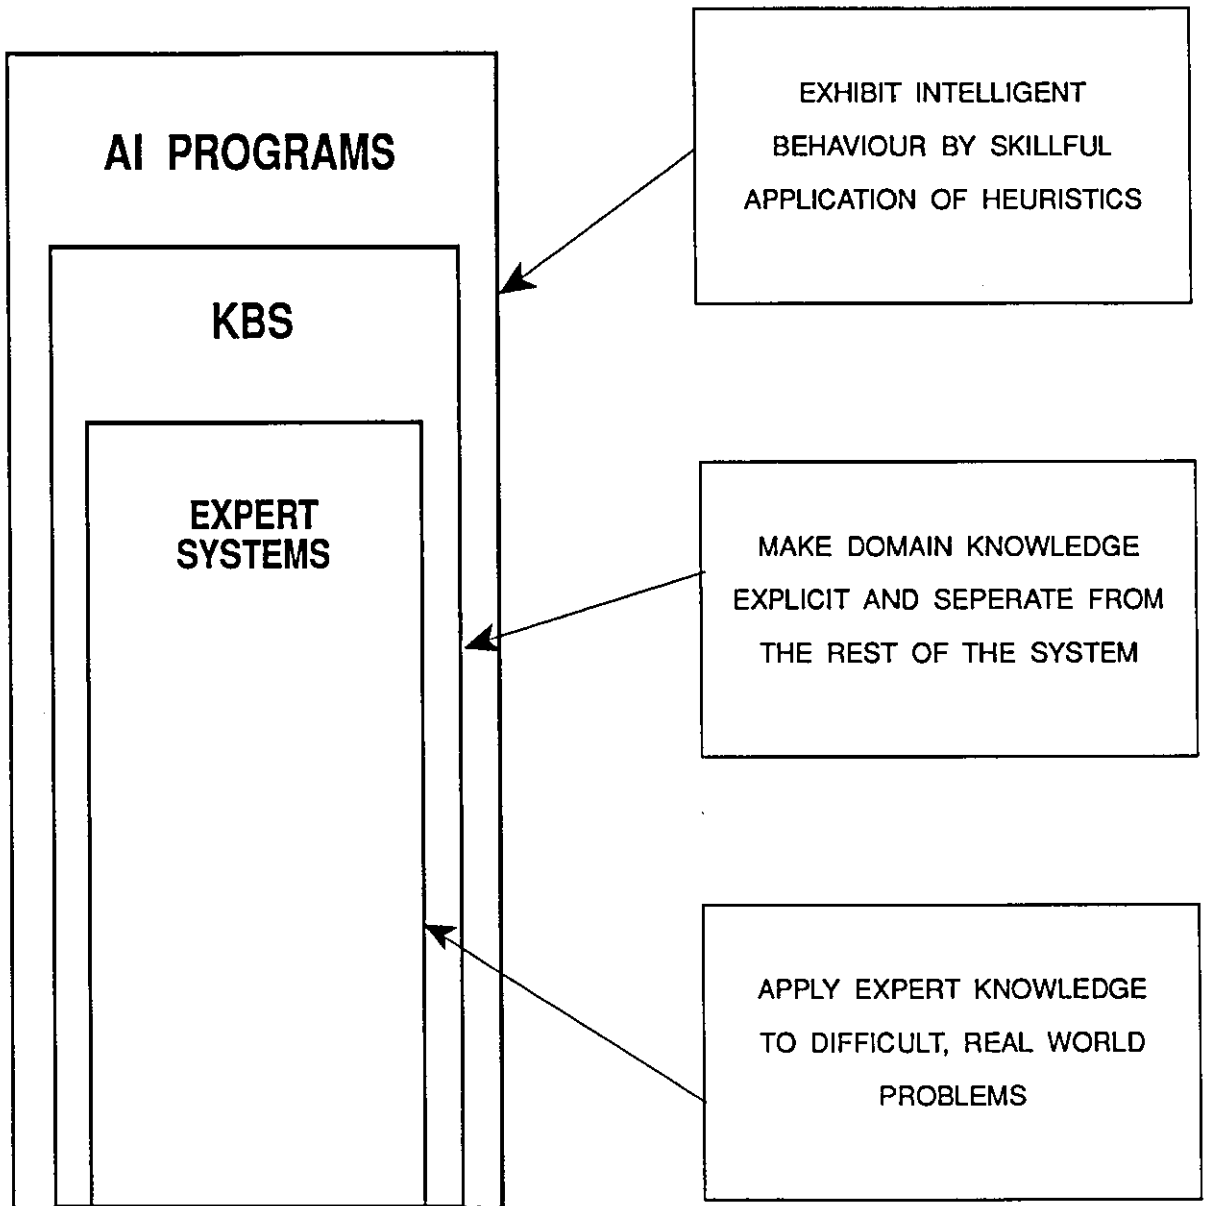 AI PROGRAMS
KBS
EXPERT
SYSTEMS
EXHIBIT INTELLIGENT
BEHAVIOUR BY SKILLFUL
APPLICATION OF HEURISTICS
MAKE DOMAIN KNOWLEDGE
EXPLICIT AND SEPERATE FROM
THE REST OF THE SYSTEM
APPLY EXPERT KNOWLEDGE
TO DIFFICULT, REAL WORLD
PROBLEMS